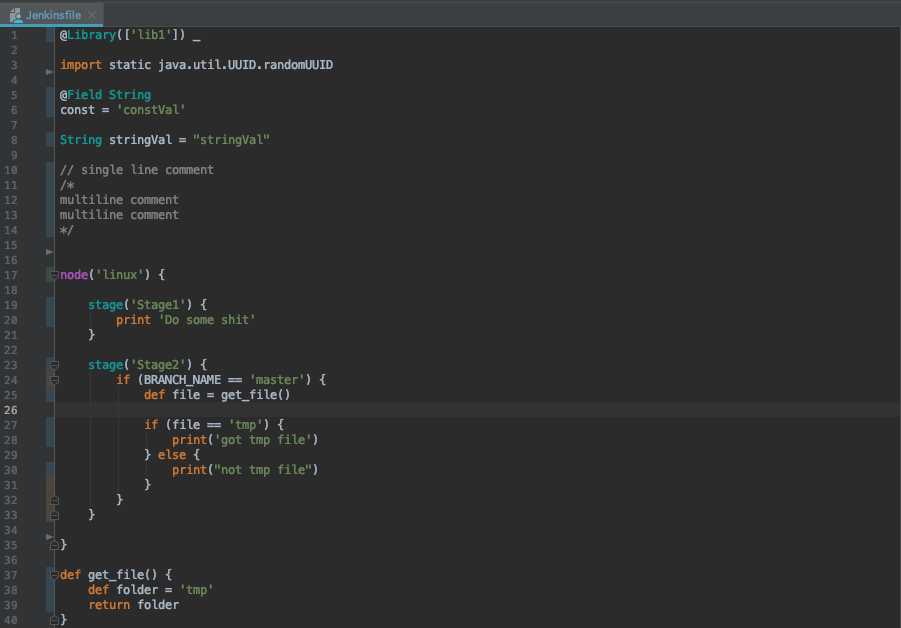 Jenkinsfile
1 @Library(['lib1']) _
2
3 import static java.util.UUID.randomUUID
4
5 @Field String
6 const = 'constVal'
7
8 String stringVal = "stringVal"
9
10 // single line comment
11 /*
12 multiline comment
13 multiline comment
14 */
15
16
17 node('linux') {
18
19     stage('Stage1') {
20         print 'Do some shit'
21     }
22
23     stage('Stage2') {
24         if (BRANCH_NAME == 'master') {
25             def file = get_file()
26
27             if (file == 'tmp') {
28                 print('got tmp file')
29             } else {
30                 print("not tmp file")
31             }
32         }
33     }
34
35 }
36
37 def get_file() {
38     def folder = 'tmp'
39     return folder
40 }